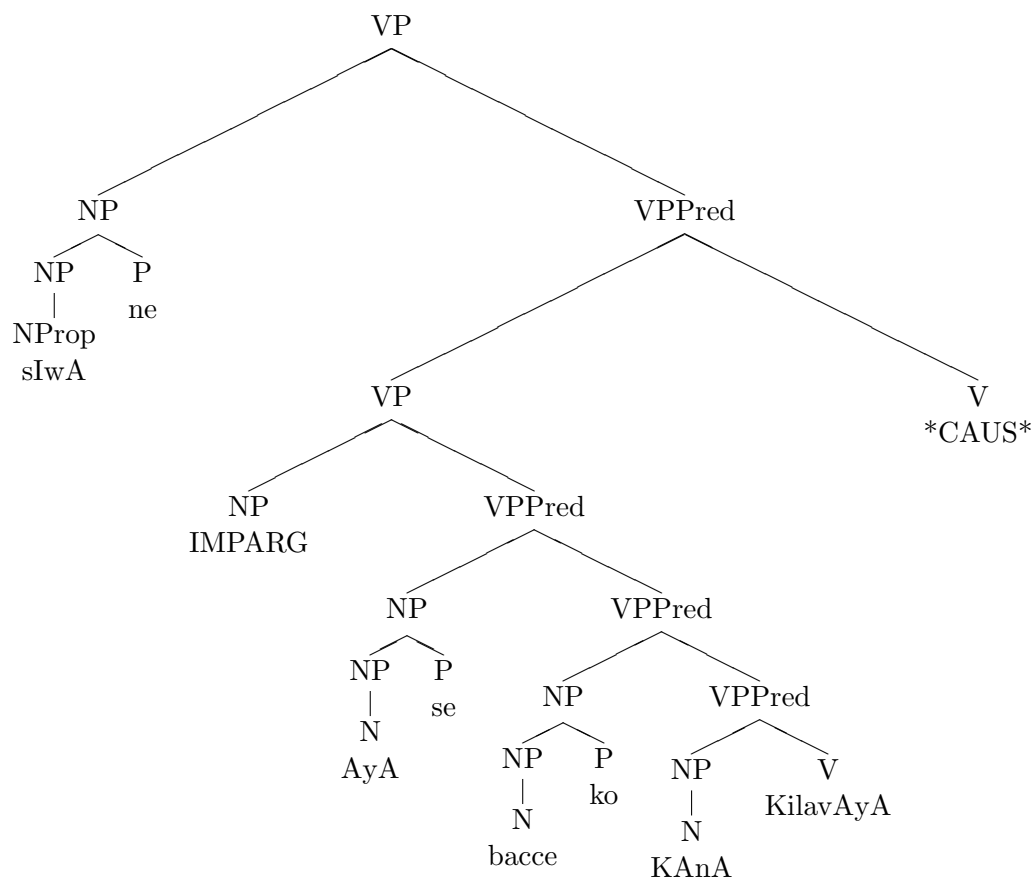 VP
NP VPPred
NP P
ne
NProp
sIwA
VP V
*CAUS*
NP VPPred
IMPARG
NP VPPred
NP P
se
NP VPPred
N
AyA
NP P
ko
NP V
KilavAyA
N
bacce
N
KAnA